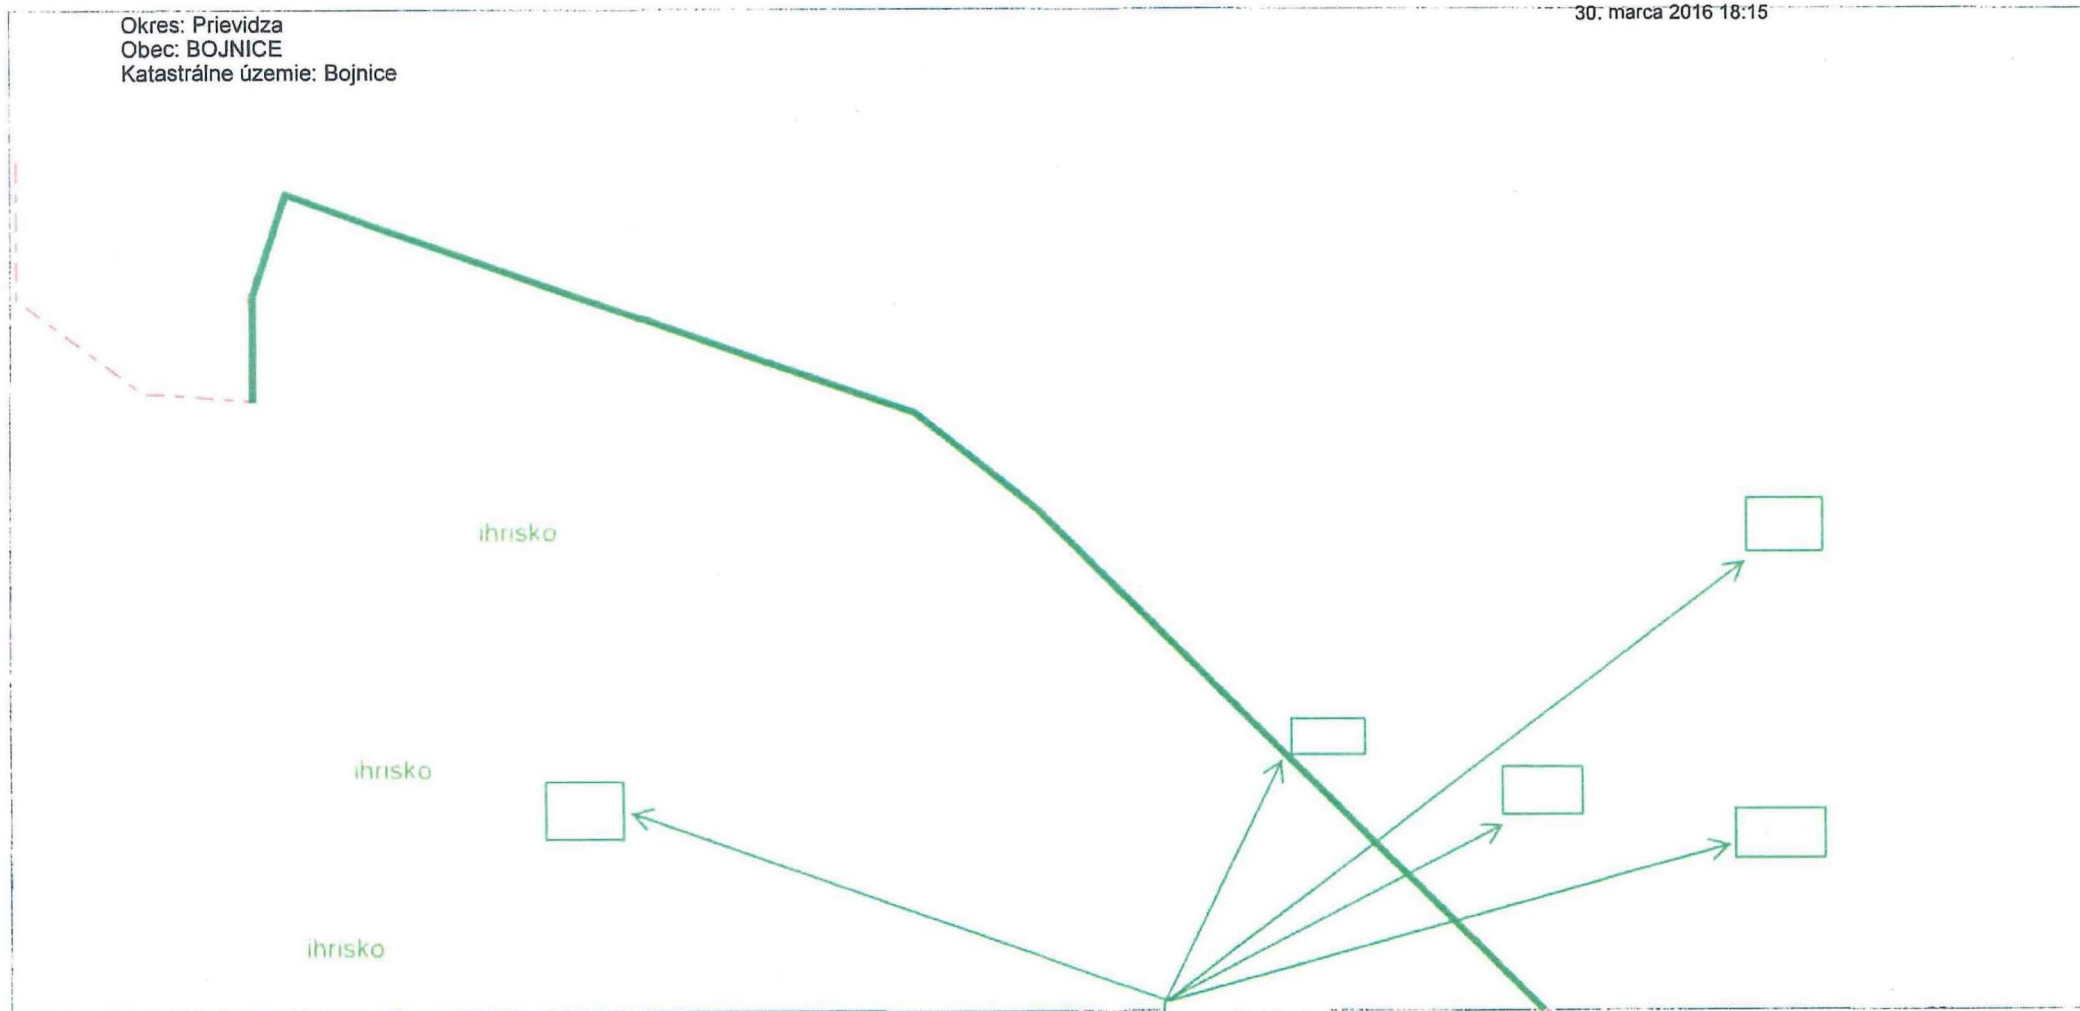 30. marca 2016 18:15
Okres: Prievidza
Obec: BOJNICE
Katastrálne územie: Bojnice
ihrisko
ihrisko
ihrisko